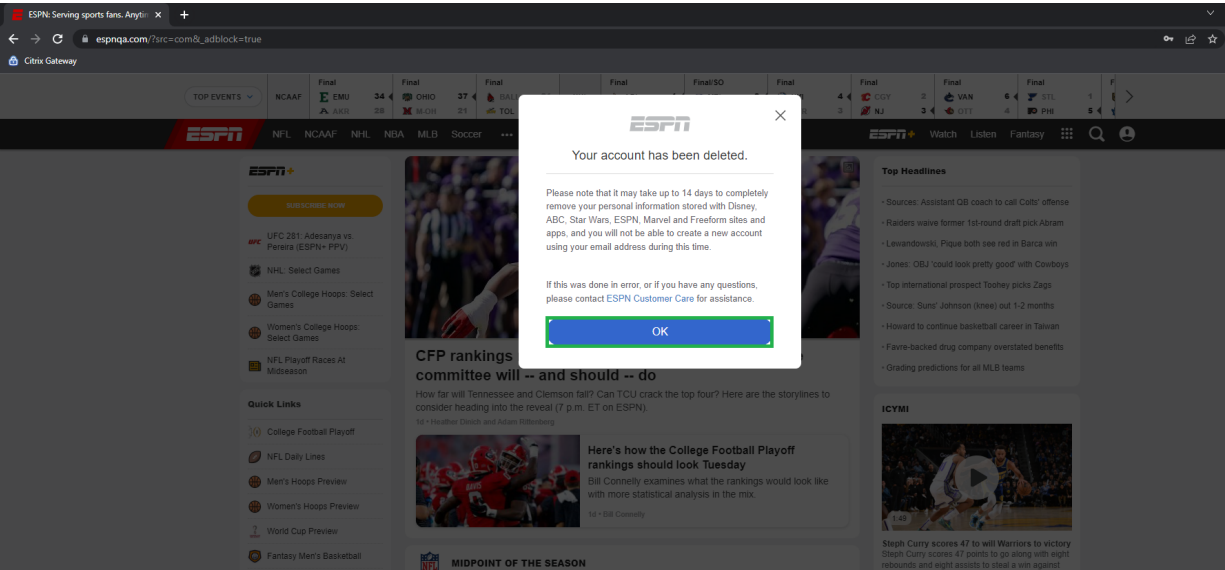 ESPN: Serving sports fans. Anytim
espnqa.com/?src=com&_adblock=true
Citrix Gateway
TOP EVENTS
NCAAF
Final
EMU 34
AKR 28
Final
OHIO 37
M-OH 21
Final
BALL
TOL
Final
Final/SO
Final
4
3
Final
CGY 2
NJ 3
Final
VAN 6
OTT 4
Final
STL 1
PHI 5
ESPN NFL NCAAF NHL NBA MLB Soccer ...
ESPN+ Watch Listen Fantasy
ESPN+
SUBSCRIBE NOW
UFC 281: Adesanya vs.
Pereira (ESPN+ PPV)
NHL: Select Games
Men's College Hoops: Select
Games
Women's College Hoops:
Select Games
NFL Playoff Races At
Midseason
Quick Links
College Football Playoff
NFL Daily Lines
Men's Hoops Preview
Women's Hoops Preview
World Cup Preview
Fantasy Men's Basketball
ESPN
Your account has been deleted.
Please note that it may take up to 14 days to completely
remove your personal information stored with Disney,
ABC, Star Wars, ESPN, Marvel and Freeform sites and
apps, and you will not be able to create a new account
using your email address during this time.
If this was done in error, or if you have any questions,
please contact ESPN Customer Care for assistance.
OK
CFP rankings
committee will -- and should -- do
How far will Tennessee and Clemson fall? Can TCU crack the top four? Here are the storylines to
consider heading into the reveal (7 p.m. ET on ESPN).
1d • Heather Dinich and Adam Rittenberg
Here's how the College Football Playoff
rankings should look Tuesday
Bill Connelly examines what the rankings would look like
with more statistical analysis in the mix.
1d • Bill Connelly
NFL
MIDPOINT OF THE SEASON
Top Headlines
• Sources: Assistant QB coach to call Colts' offense
• Raiders waive former 1st-round draft pick Abram
• Lewandowski, Pique both see red in Barca win
• Jones: OBJ 'could look pretty good' with Cowboys
• Top international prospect Toohey picks Zags
• Source: Suns' Johnson (knee) out 1-2 months
• Howard to continue basketball career in Taiwan
• Favre-backed drug company overstated benefits
• Grading predictions for all MLB teams
ICYMI
1:49
Steph Curry scores 47 to will Warriors to victory
Steph Curry scores 47 points to go along with eight
rebounds and eight assists to steal a win against